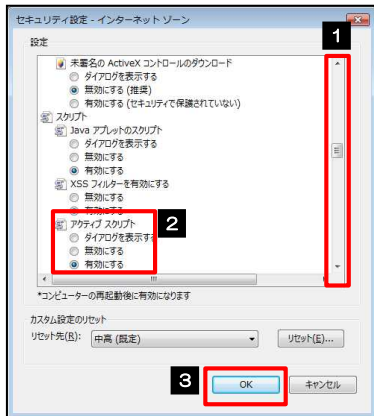 セキュリティ設定 - インターネット ゾーン
設定
1
未署名の ActiveX コントロールのダウンロード
ダイアログを表示する
無効にする (推奨)
有効にする (セキュリティで保護されていない)
スクリプト
Java アプレットのスクリプト
ダイアログを表示する
無効にする
有効にする
XSS フィルターを有効にする
無効にする
有効にする
2
アクティブ スクリプト
ダイアログを表示する
無効にする
有効にする
*コンピューターの再起動後に有効になります
カスタム設定のリセット
リセット先(R): 中高 (既定) リセット(E)...
3
OK キャンセル